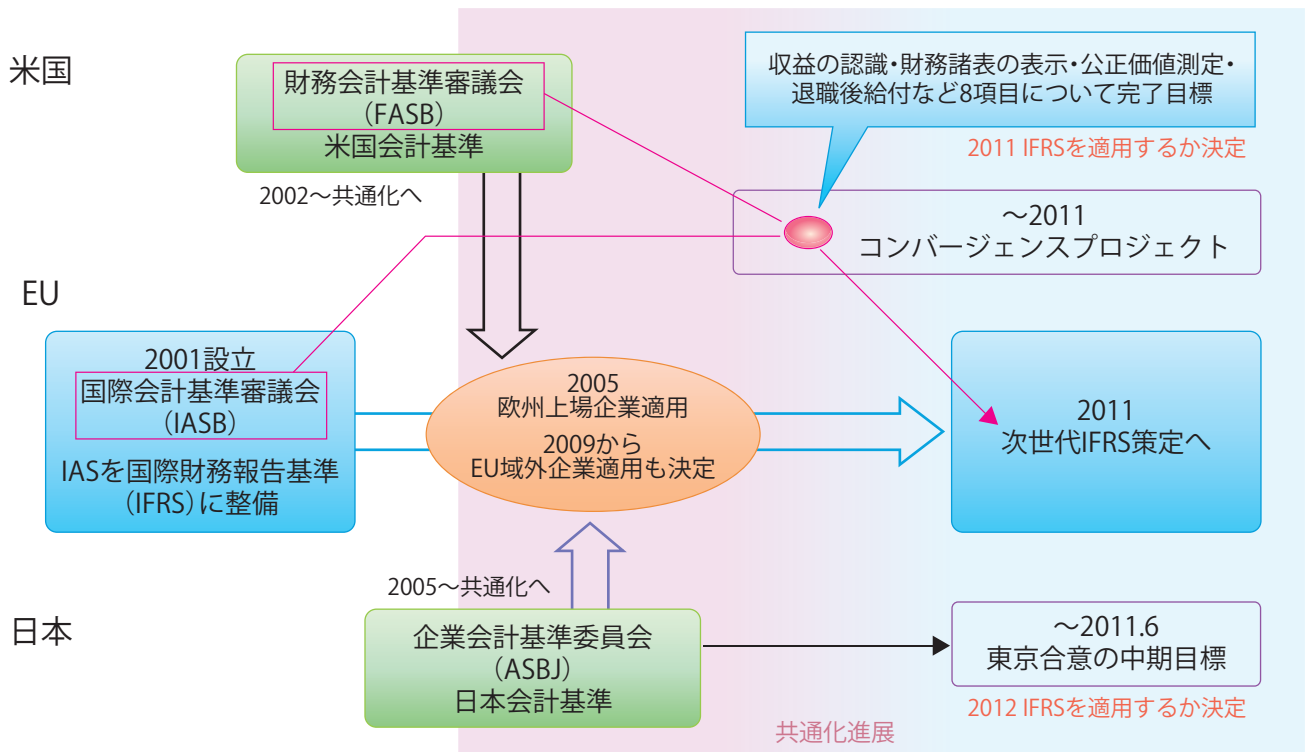 米国
財務会計基準審議会
(FASB)
米国会計基準
収益の認識・財務諸表の表示・公正価値測定・
退職後給付など8項目について完了目標
2011 IFRSを適用するか決定
2002～共通化へ
～2011
コンバージェンスプロジェクト
EU
2001設立
国際会計基準審議会
(IASB)
IASを国際財務報告基準
(IFRS)に整備
2005
欧州上場企業適用
2009から
EU域外企業適用も決定
2011
次世代IFRS策定へ
2005～共通化へ
日本
企業会計基準委員会
(ASBJ)
日本会計基準
～2011.6
東京合意の中期目標
2012 IFRSを適用するか決定
共通化進展